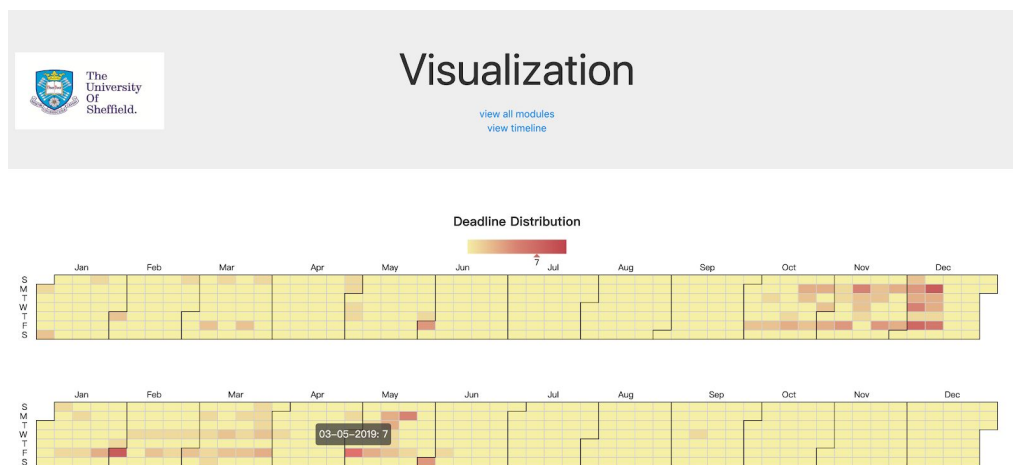 The
University
Of
Sheffield.
Visualization
view all modules
view timeline
Deadline Distribution
7
Jan Feb Mar Apr May Jun Jul Aug Sep Oct Nov Dec
S
M
T
W
T
F
S
Jan Feb Mar Apr May Jun Jul Aug Sep Oct Nov Dec
S
M
T
W
T
F
S
03-05-2019: 7